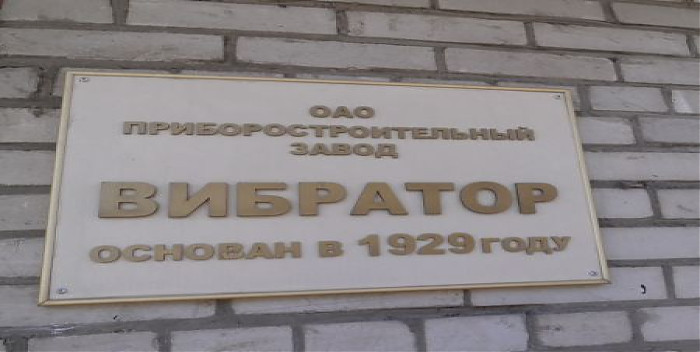 ОАО
ПРИБОРОСТРОИТЕЛЬНЫЙ
ЗАВОД
ВИБРАТОР
ОСНОВАН В 1929 ГОДУ